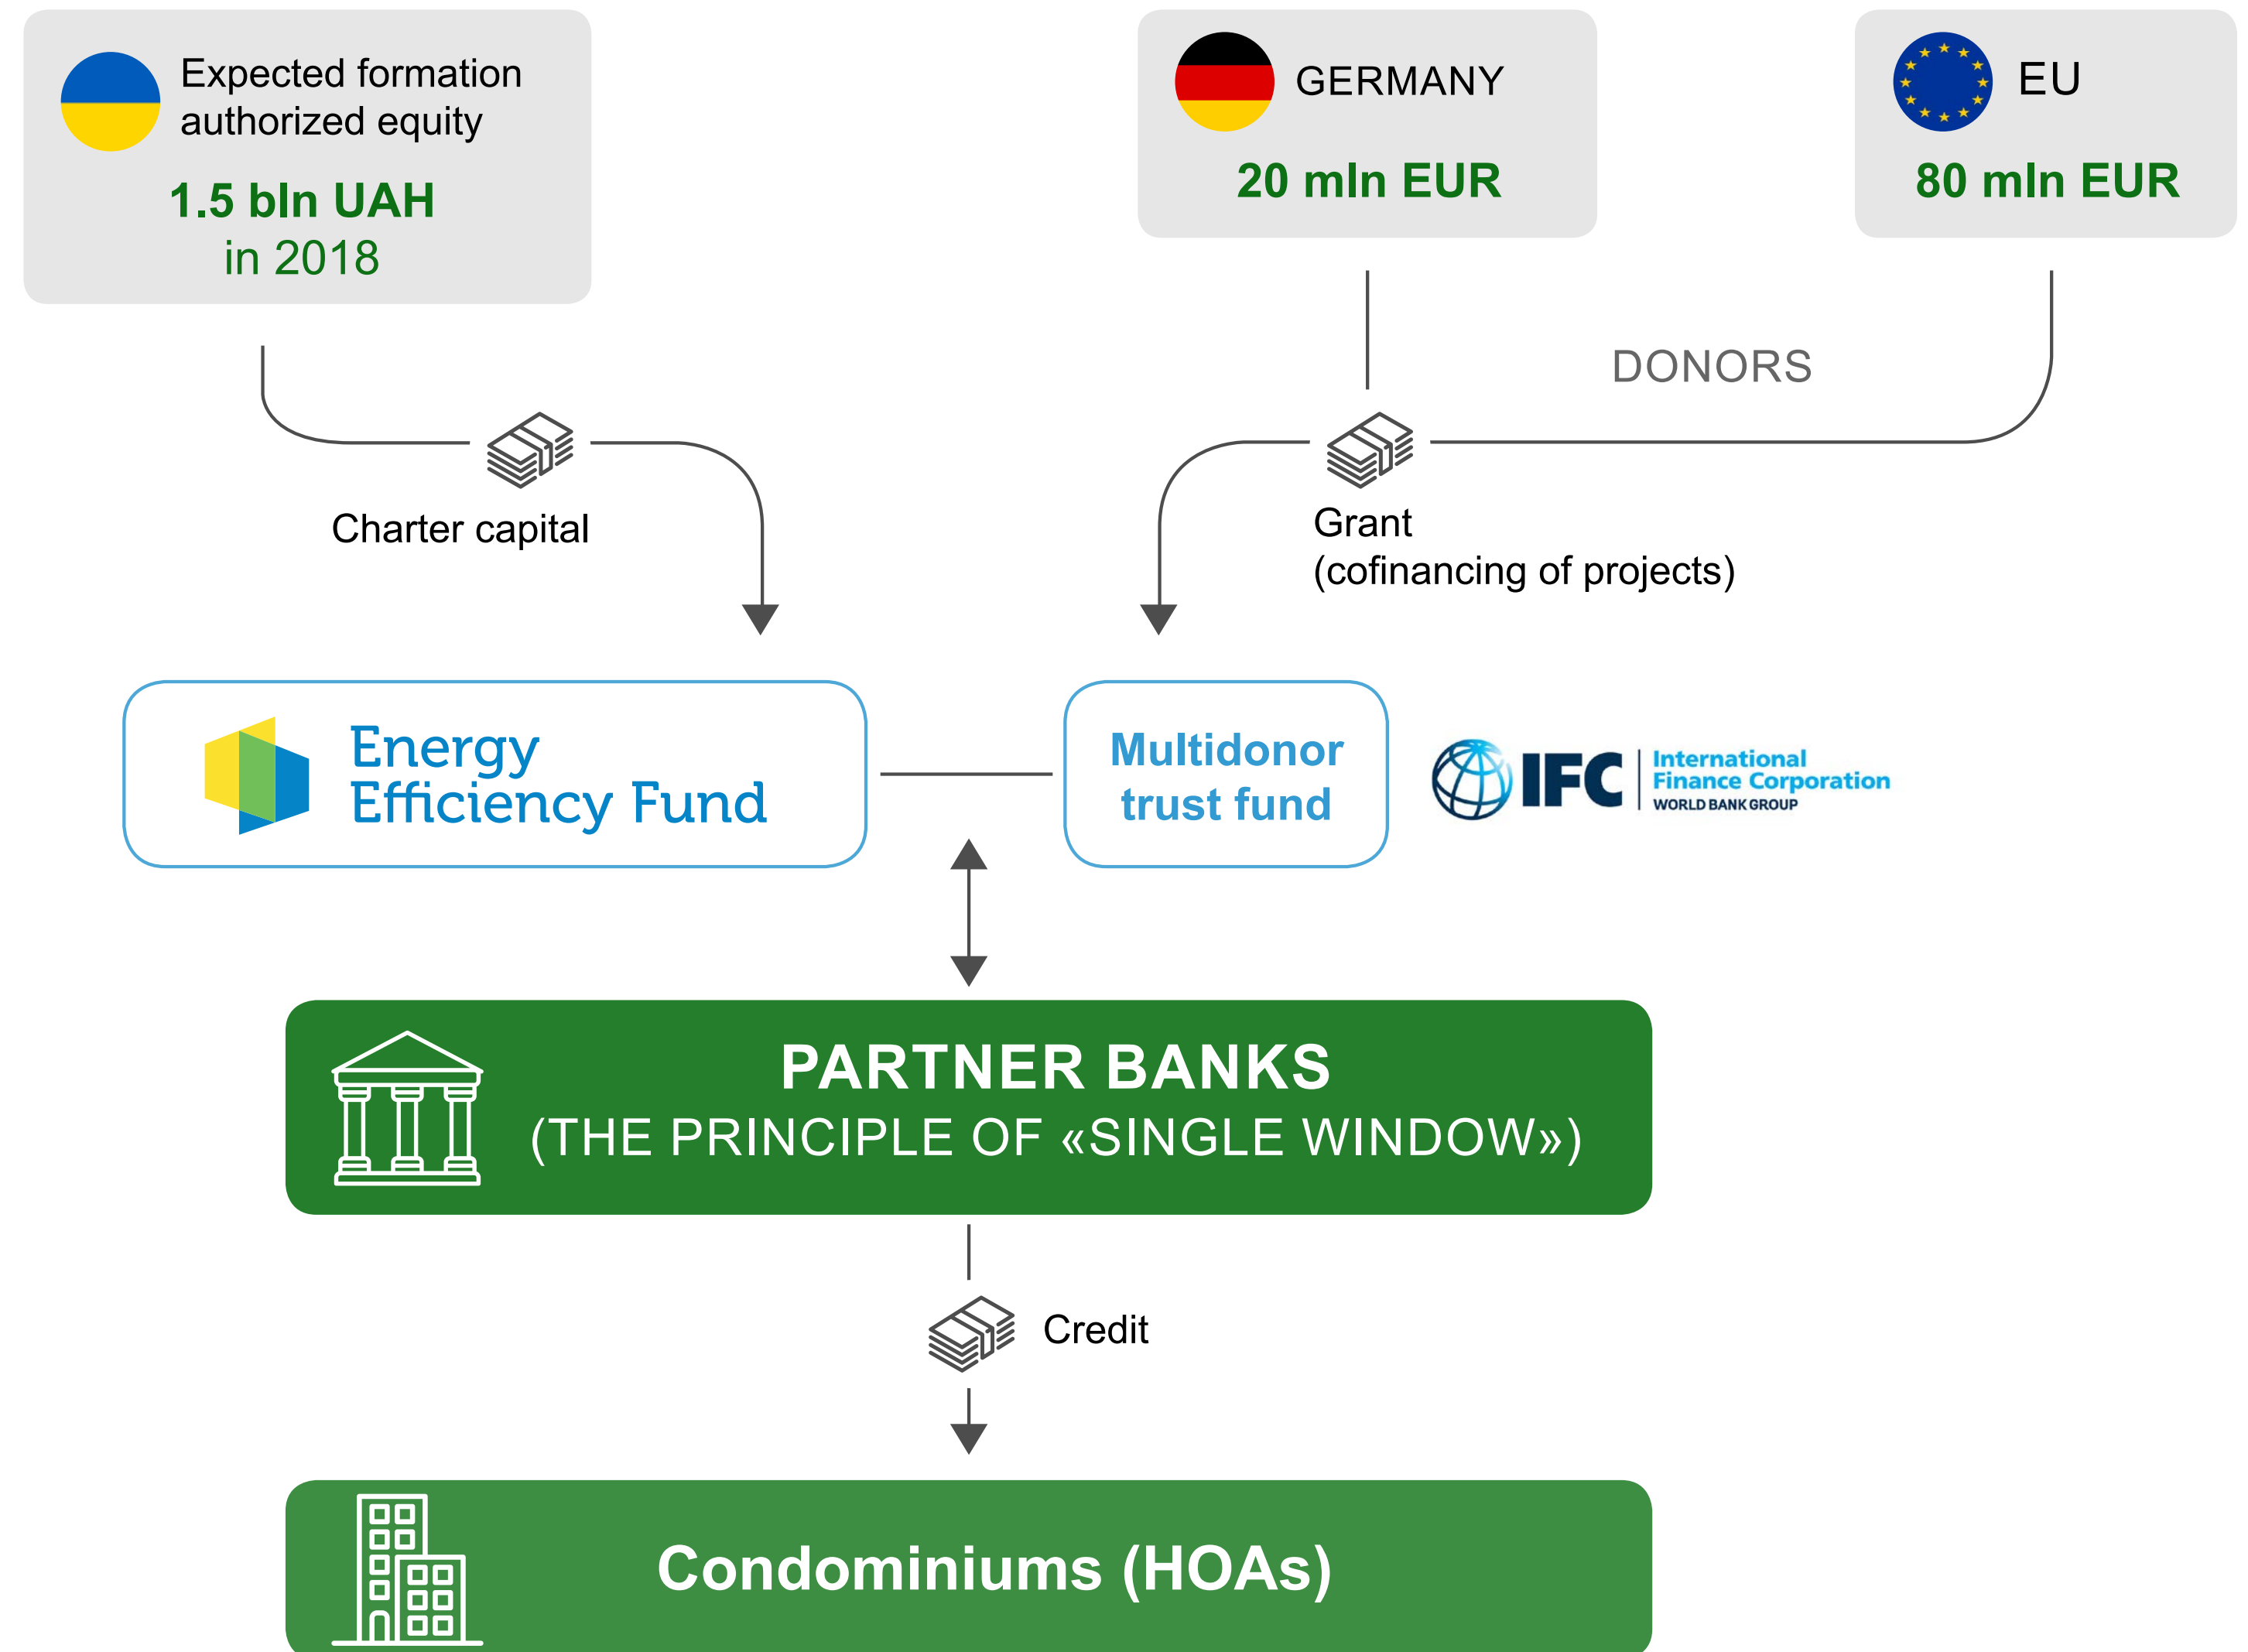 Expected formation
authorized equity
1.5 bln UAH
in 2018
GERMANY
20 mln EUR
EU
80 mln EUR
DONORS
Charter capital
Grant
(cofinancing of projects)
Energy
Efficiency Fund
Multidonor
trust fund
IFC
International
Finance Corporation
WORLD BANK GROUP
PARTNER BANKS
(THE PRINCIPLE OF «SINGLE WINDOW»)
Credit
Condominiums (HOAs)